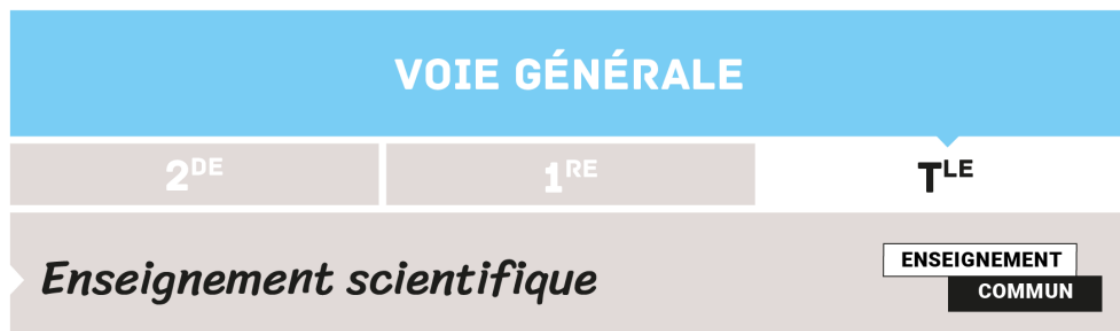 VOIE GÉNÉRALE
2DE 1RE TLE
Enseignement scientifique
ENSEIGNEMENT
COMMUN